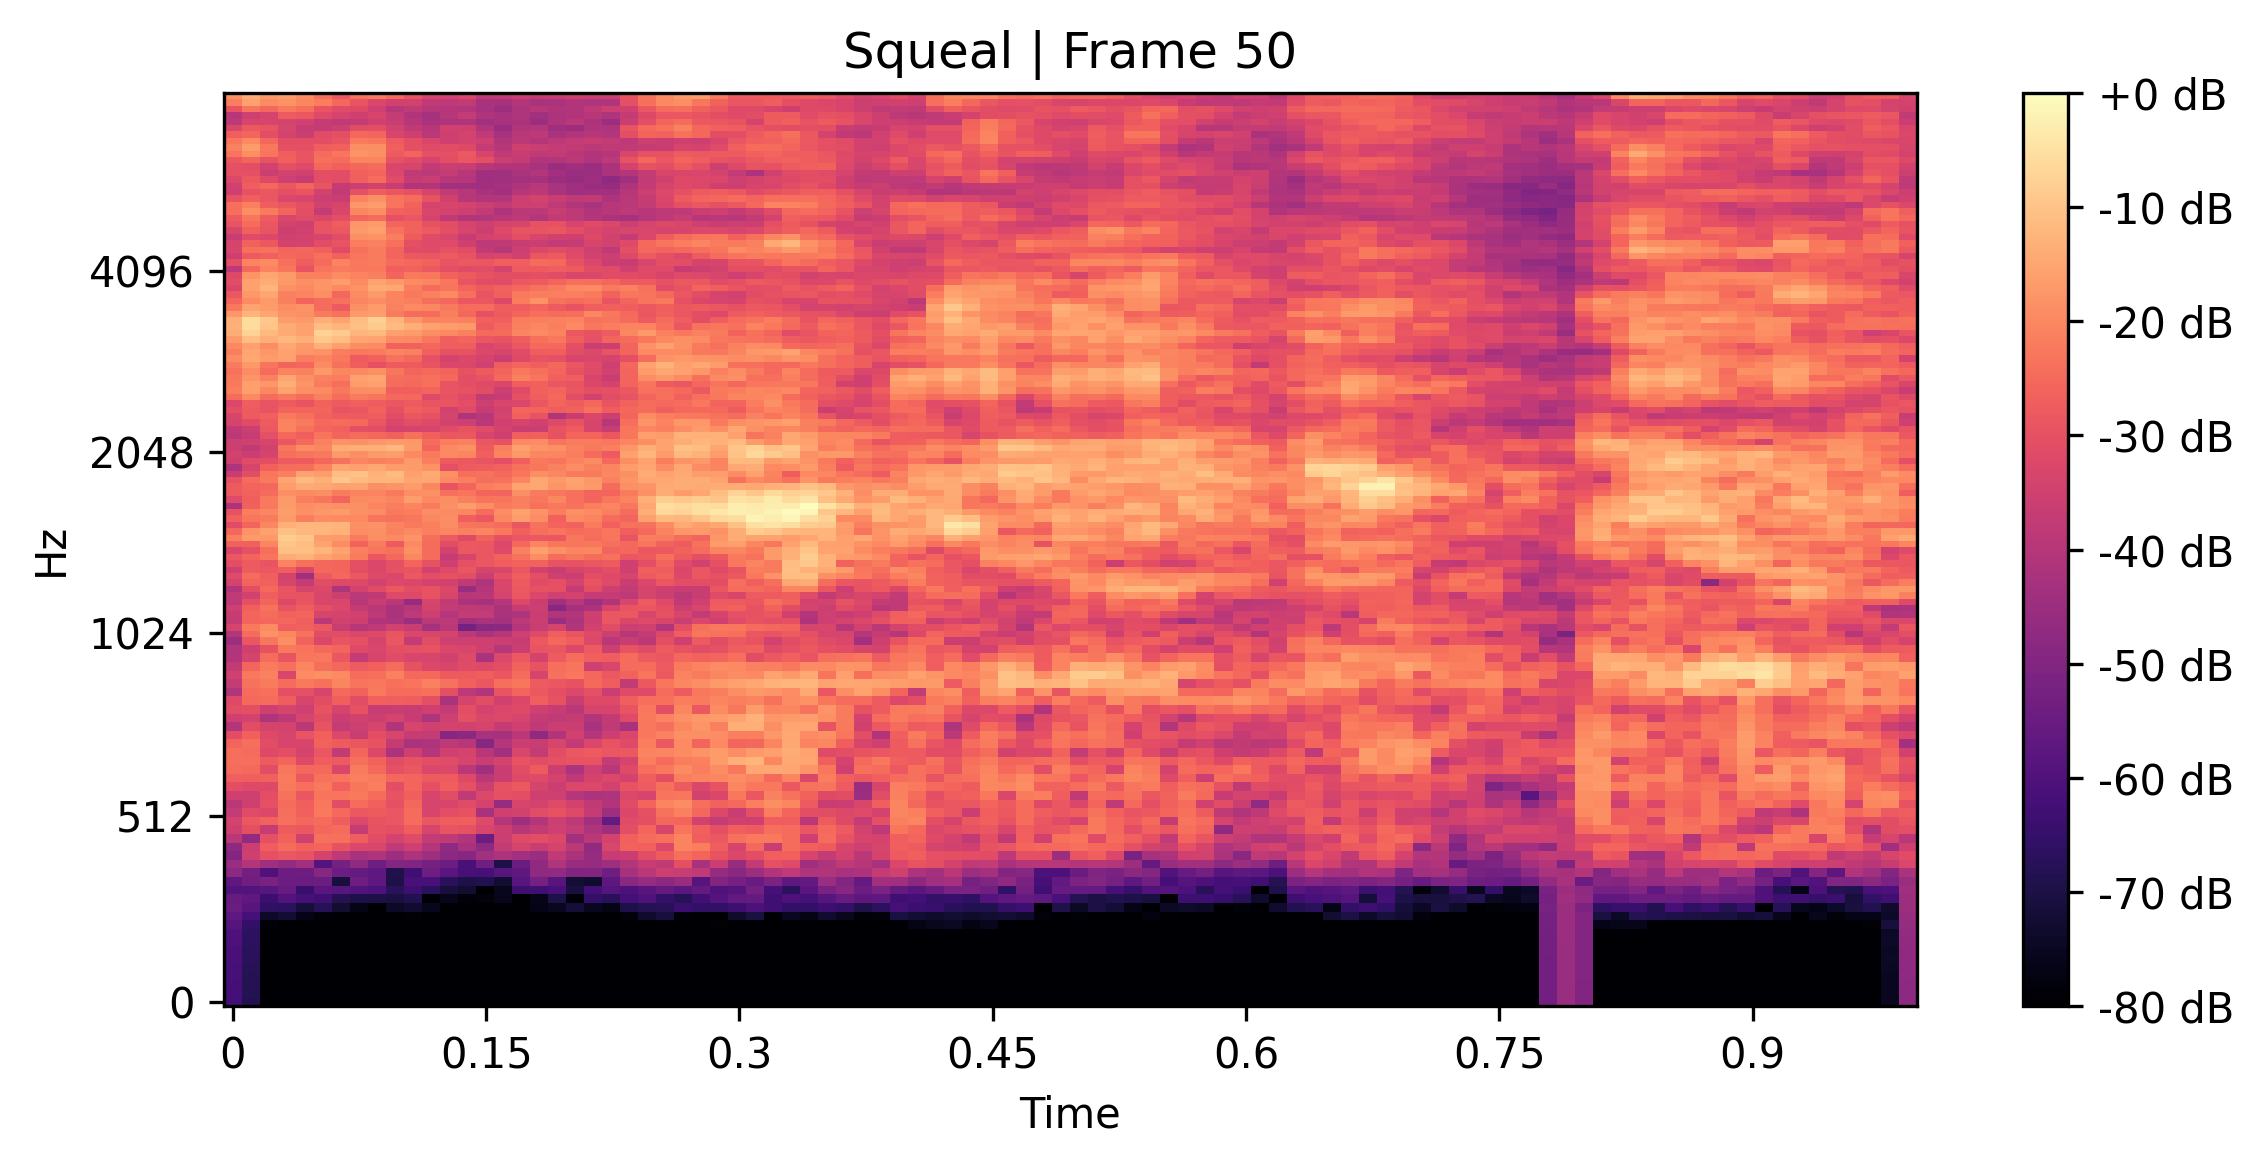 Squeal | Frame 50
+0 dB
-10 dB
-20 dB
-30 dB
-40 dB
-50 dB
-60 dB
-70 dB
-80 dB
Hz
4096
2048
1024
512
0
0 0.15 0.3 0.45 0.6 0.75 0.9
Time